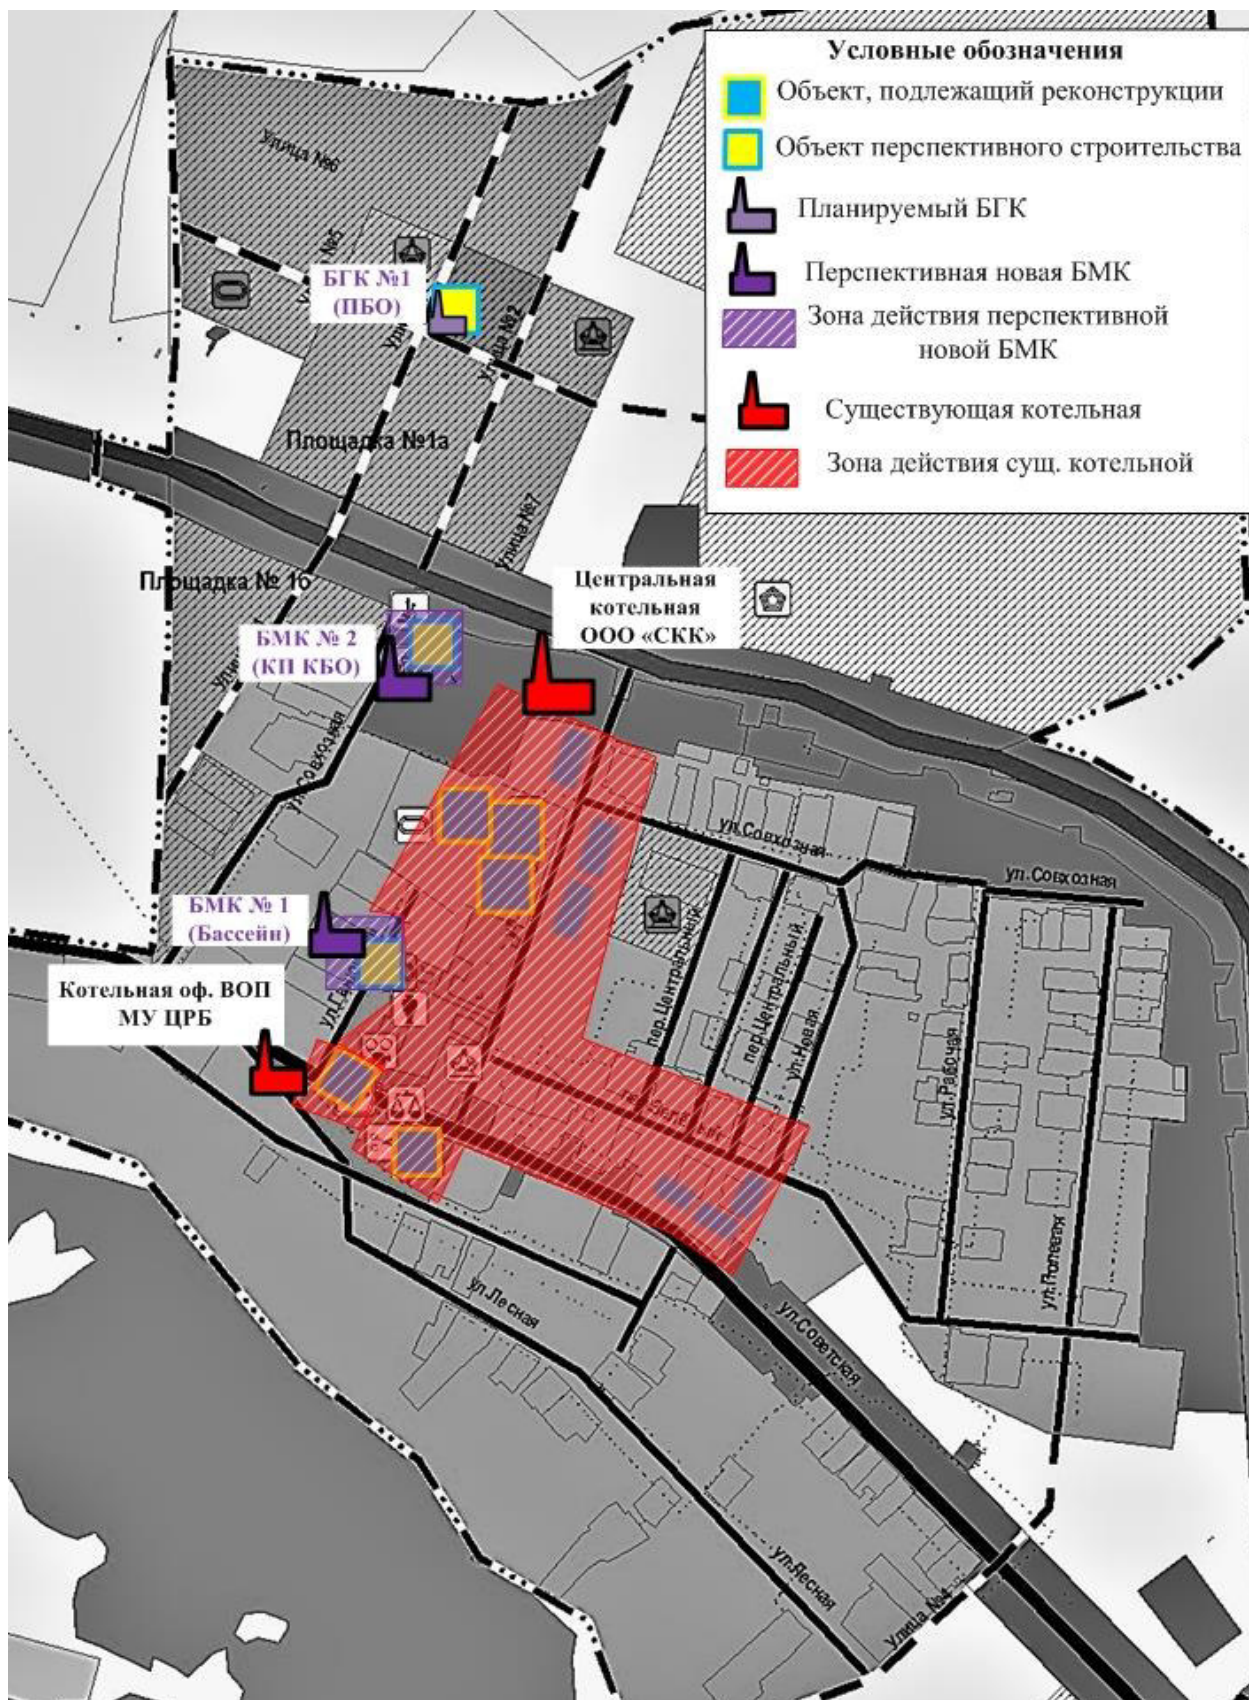 Условные обозначения
Объект, подлежащий реконструкции
Объект перспективного строительства
Планируемый БГК
Перспективная новая БМК
Зона действия перспективной
новой БМК
Существующая котельная
Зона действия сущ. котельной
Улица №6
№5
БГК №1
(ПБО)
Улица №2
Площадка №1а
Улица №7
Площадка № 1б
Центральная
котельная
ООО «СКК»
БМК № 2
(КП КБО)
ул.Совхозная
ул.Совхозная
ул.Совхозная
БМК № 1
(Бассейн)
Котельная оф. ВОП
МУ ЦРБ
пер.Центральный
пер.Центральный
ул.Новая
ул.Рабочая
ул.Полевая
ул.Лесная
ул.Советская
ул.Лесная
Улица №4